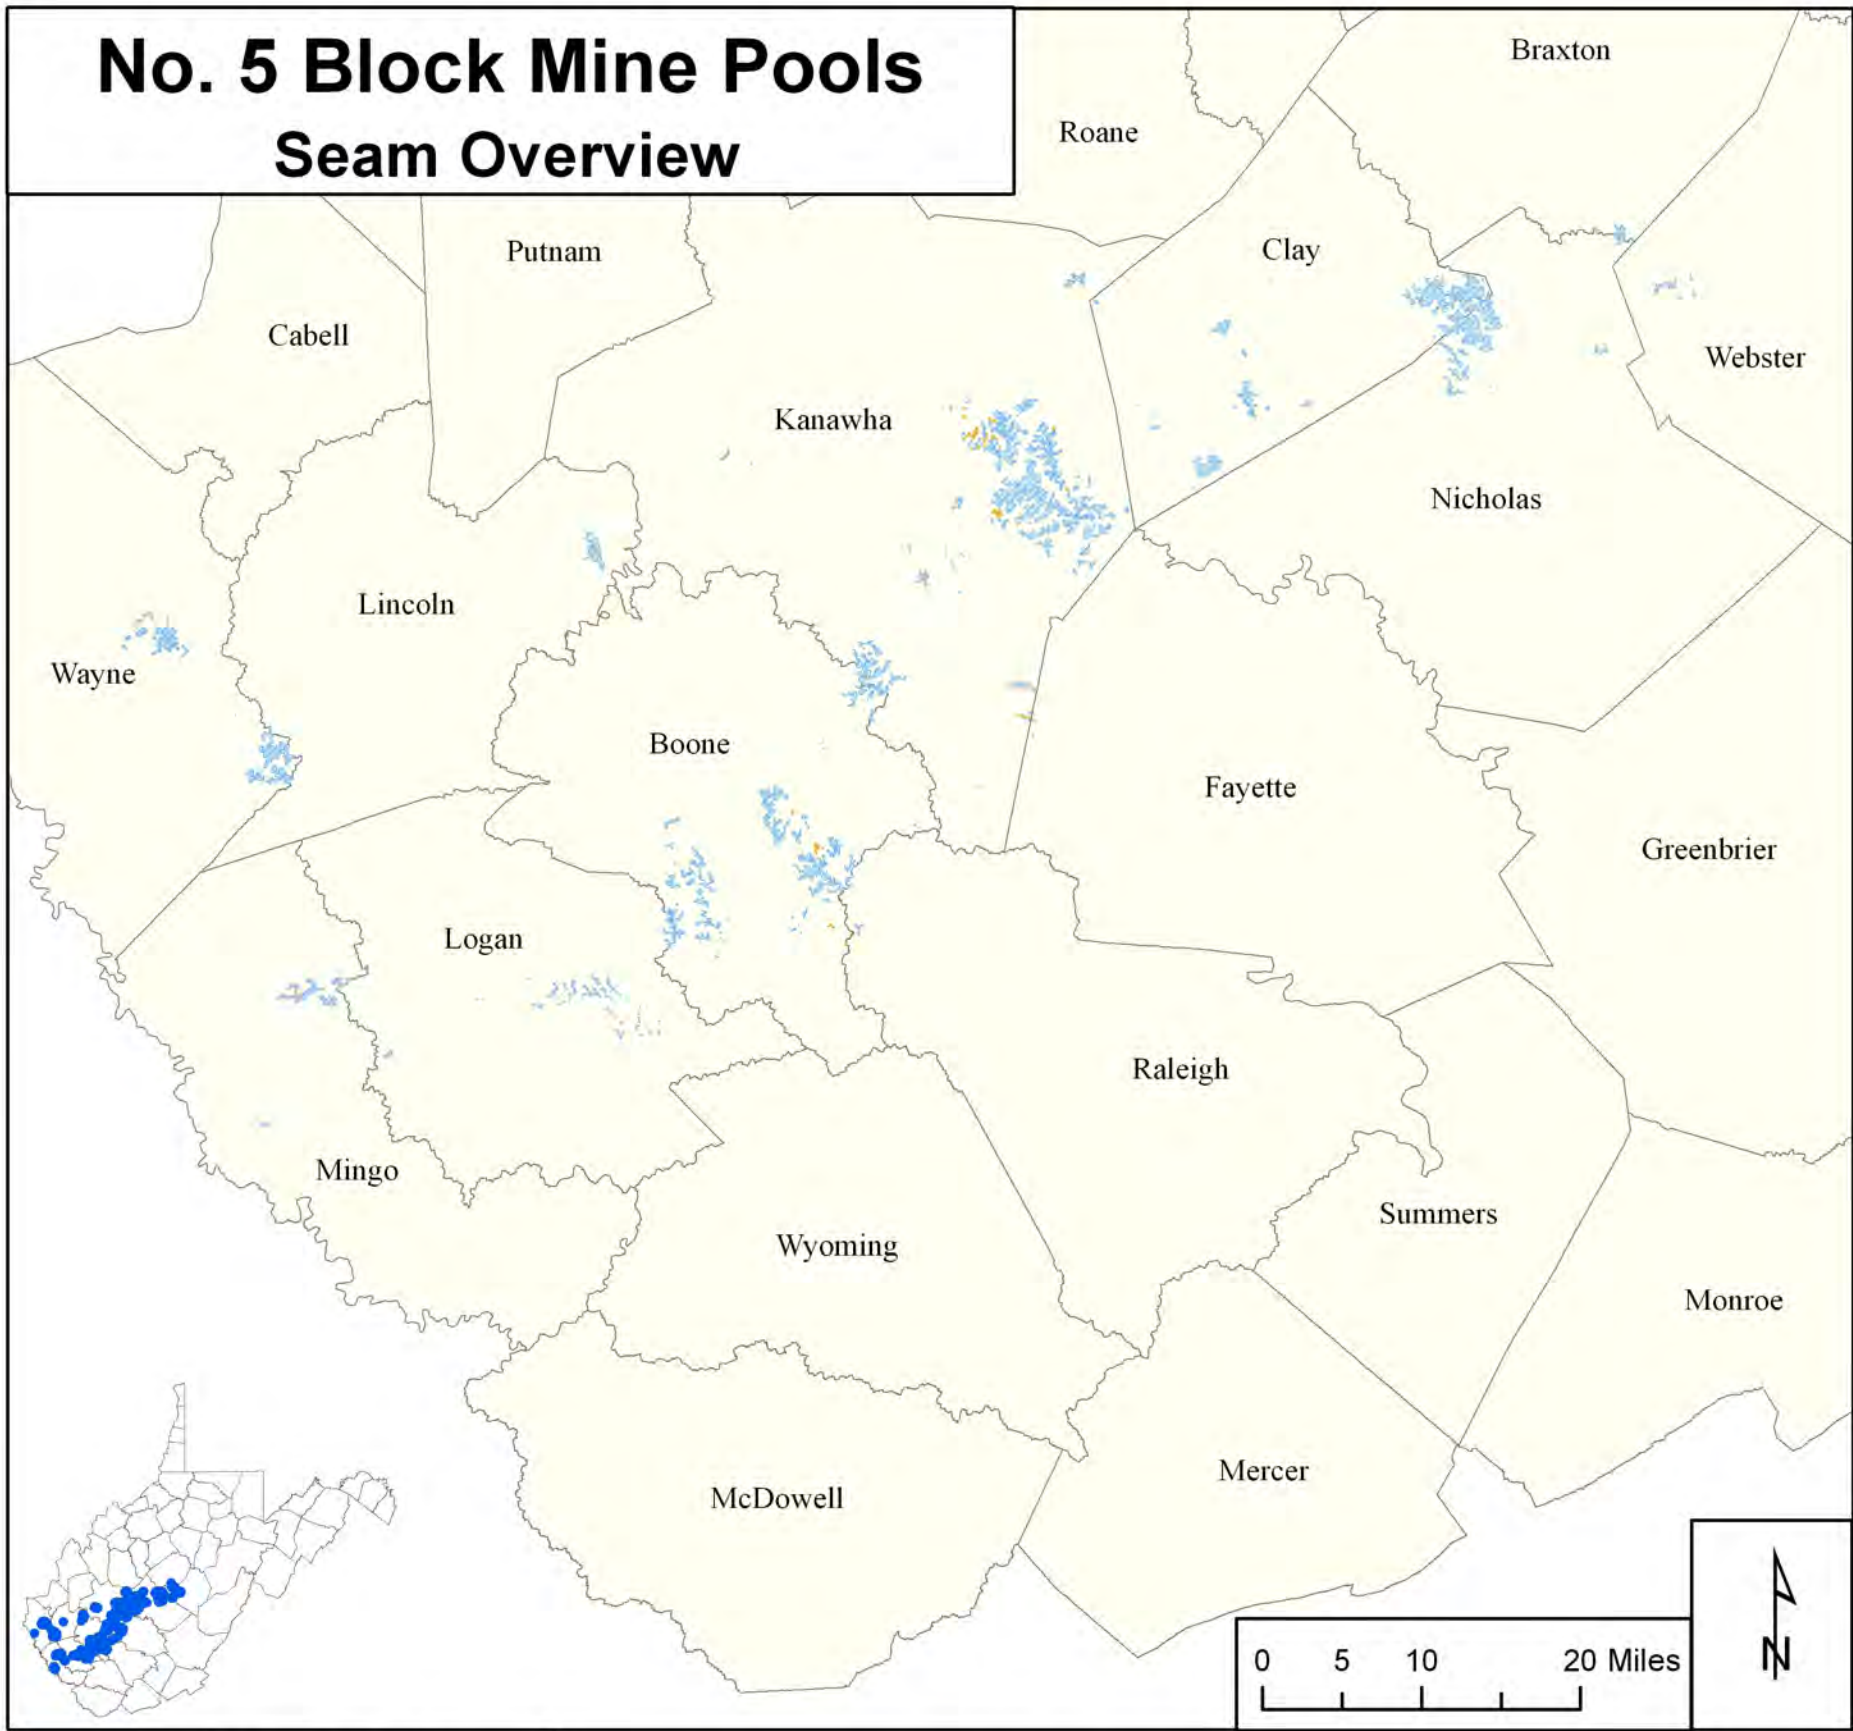 No. 5 Block Mine Pools
Seam Overview
Braxton
Roane
Clay
Putnam
Cabell
Webster
Kanawha
Nicholas
Lincoln
Wayne
Boone
Fayette
Greenbrier
Logan
Raleigh
Mingo
Summers
Wyoming
Monroe
Mercer
McDowell
0 5 10 20 Miles
N